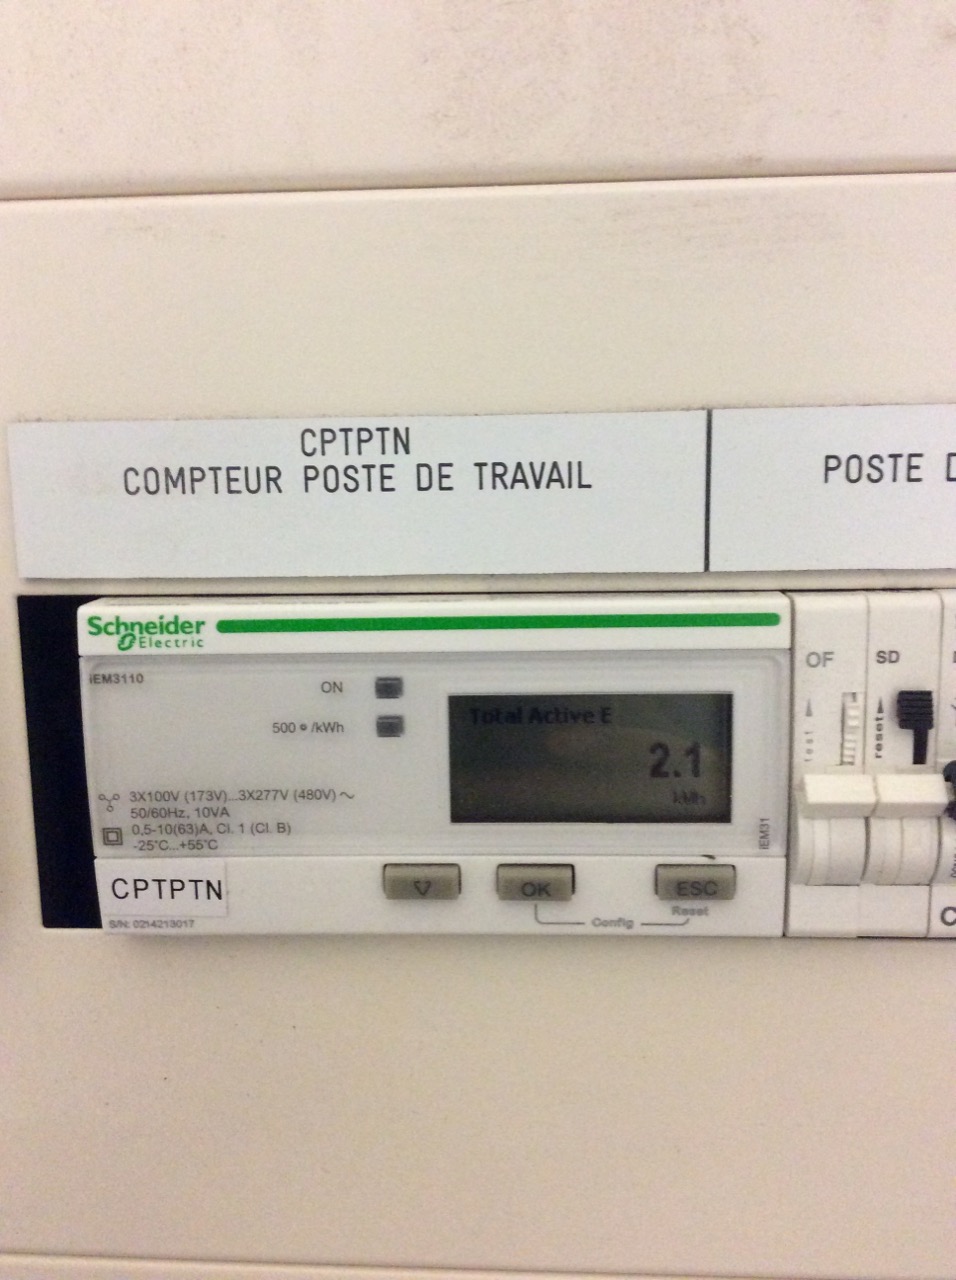 CPTPTN
COMPTEUR POSTE DE TRAVAIL
POSTE
Schneider
Electric
iEM3110
ON
500 /kWh
Total Active E
2.1
kWh
3X100V (173V)...3X277V (480V) ~
50/60Hz, 10VA
0,5-10(63)A, Cl. 1 (Cl. B)
-25°C...+55°C
iEM31
CPTPTN
S/N: 0214213017
OK
ESC
Config
Reset
OF
SD
test
reset